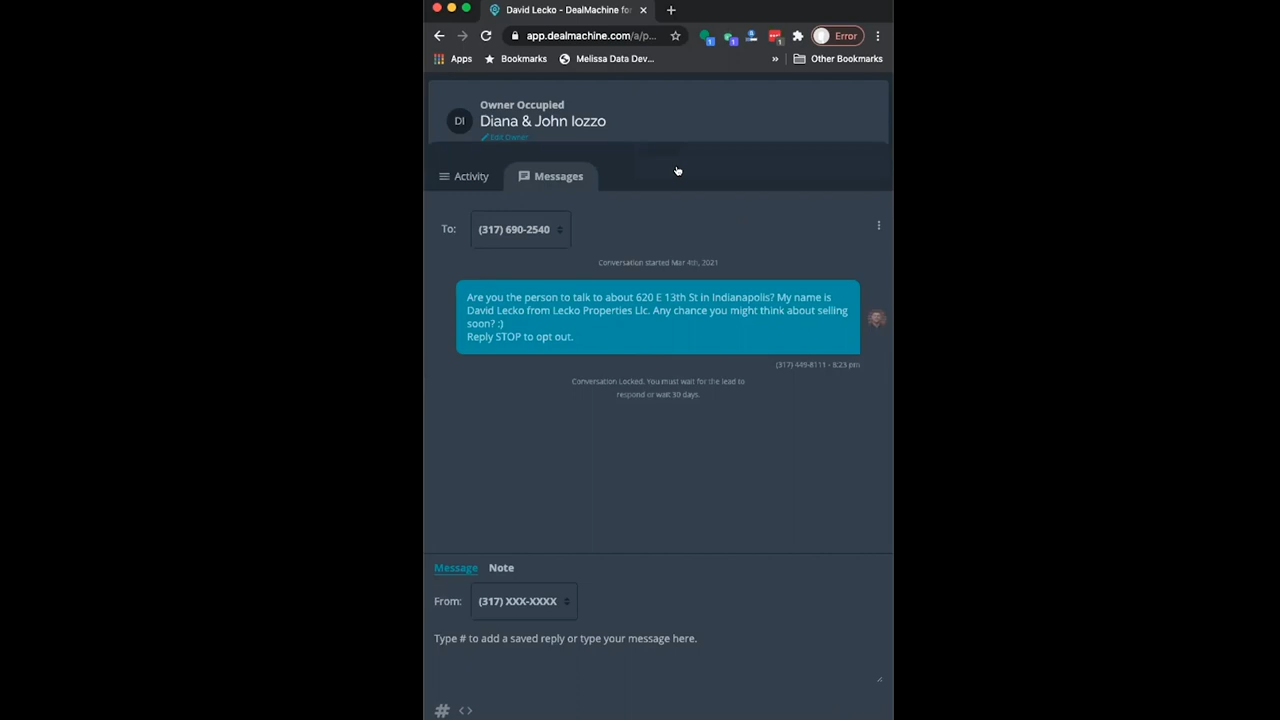 David Lecko - DealMachine for
app.dealmachine.com/a/p...
Error
Apps
Bookmarks
Melissa Data Dev...
»
Other Bookmarks
Owner Occupied
DI
Diana & John Iozzo
Edit Owner
Activity
Messages
To:
(317) 690-2540
Conversation started Mar 4th, 2021
Are you the person to talk to about 620 E 13th St in Indianapolis? My name is
David Lecko from Lecko Properties Llc. Any chance you might think about selling
soon? :)
Reply STOP to opt out.
(317) 449-8111 - 8:23 pm
Conversation Locked. You must wait for the lead to
respond or wait 30 days.
Message
Note
From:
(317) XXX-XXXX
Type # to add a saved reply or type your message here.